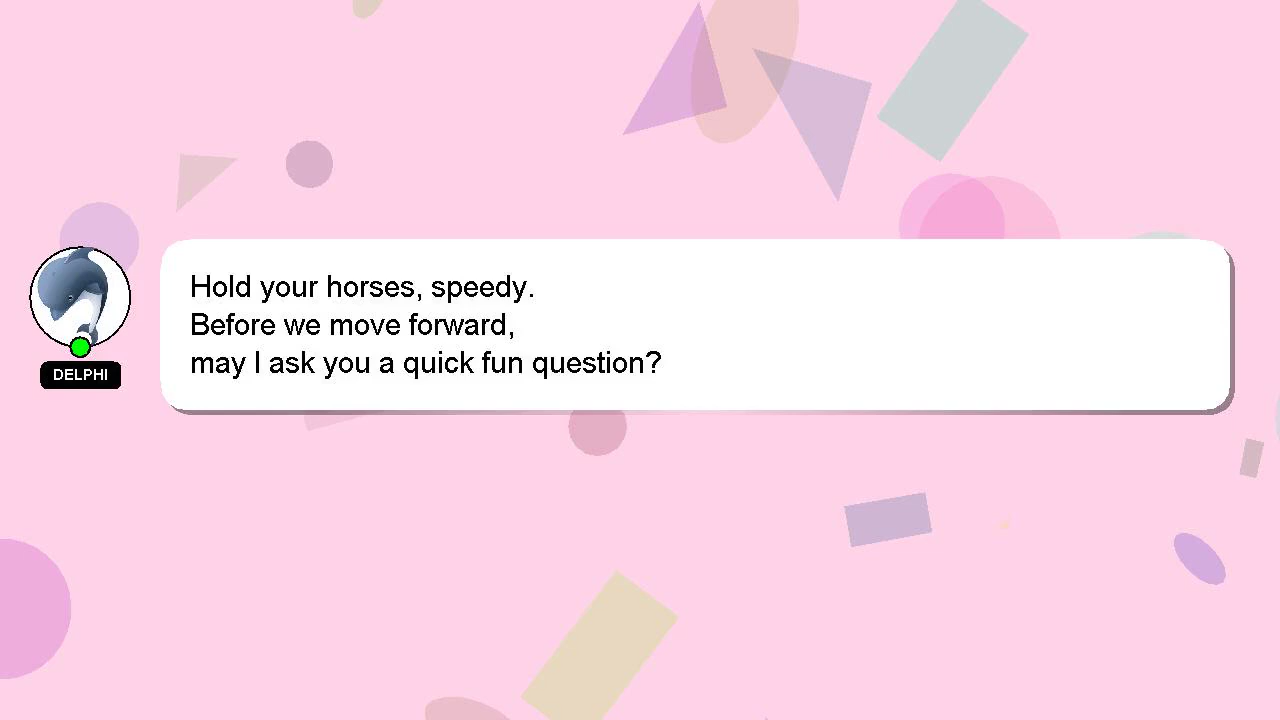 Hold your horses, speedy.
Before we move forward,
may I ask you a quick fun question?
DELPHI